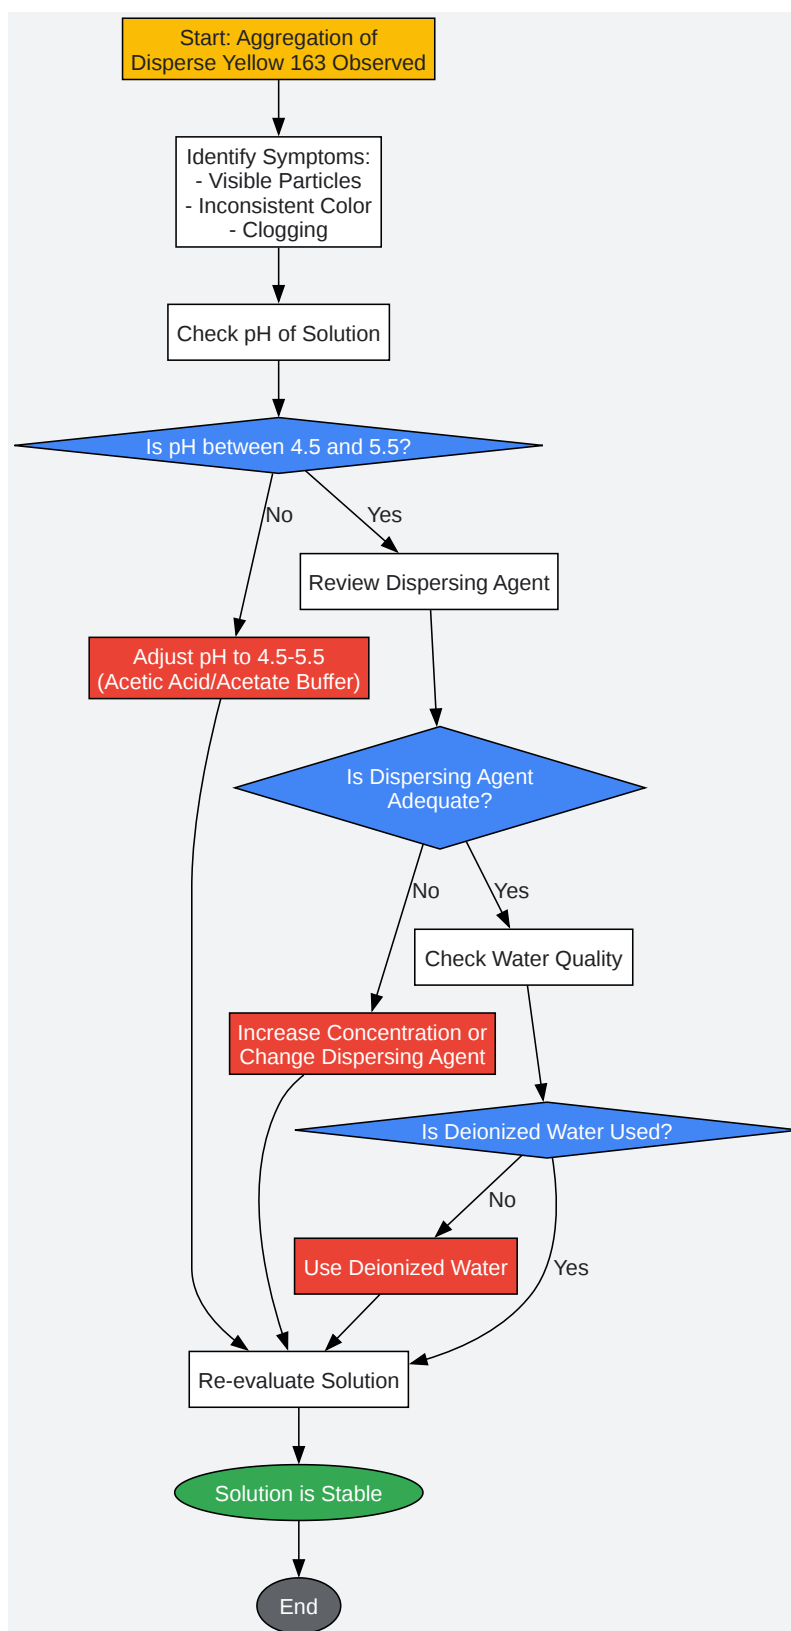 Start: Aggregation of
Disperse Yellow 163 Observed
Identify Symptoms:
- Visible Particles
- Inconsistent Color
- Clogging
Check pH of Solution
Is pH between 4.5 and 5.5?
No
Yes
Review Dispersing Agent
Adjust pH to 4.5-5.5
(Acetic Acid/Acetate Buffer)
Is Dispersing Agent
Adequate?
No
Yes
Check Water Quality
Increase Concentration or
Change Dispersing Agent
Is Deionized Water Used?
No
Yes
Use Deionized Water
Re-evaluate Solution
Solution is Stable
End